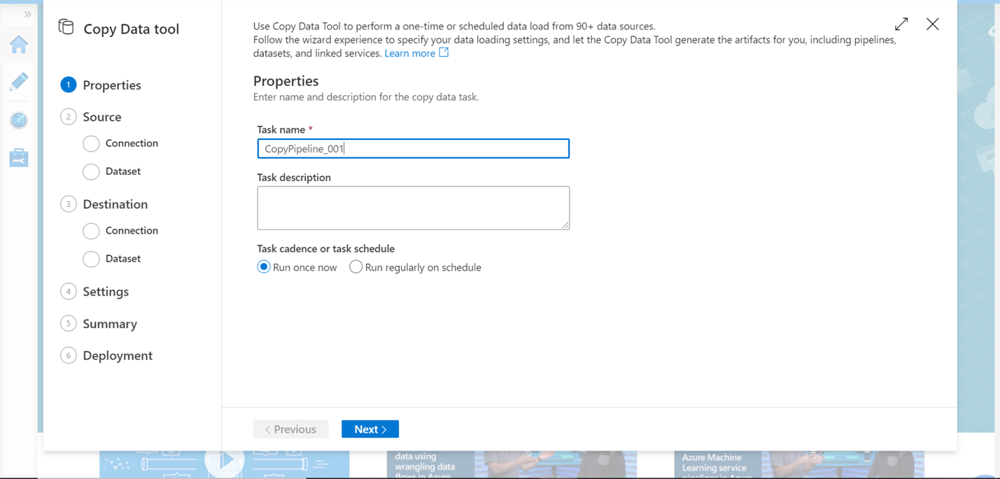 Copy Data tool
1 Properties
2 Source
Connection
Dataset
3 Destination
Connection
Dataset
4 Settings
5 Summary
6 Deployment
Use Copy Data Tool to perform a one-time or scheduled data load from 90+ data sources.
Follow the wizard experience to specify your data loading settings, and let the Copy Data Tool generate the artifacts for you, including pipelines,
datasets, and linked services. Learn more
Properties
Enter name and description for the copy data task.
Task name *
CopyPipeline_001
Task description
Task cadence or task schedule
Run once now Run regularly on schedule
< Previous Next >
data using
wrangling data
flows in Azure
Azure Machine
Learning service
pipelines in Azure